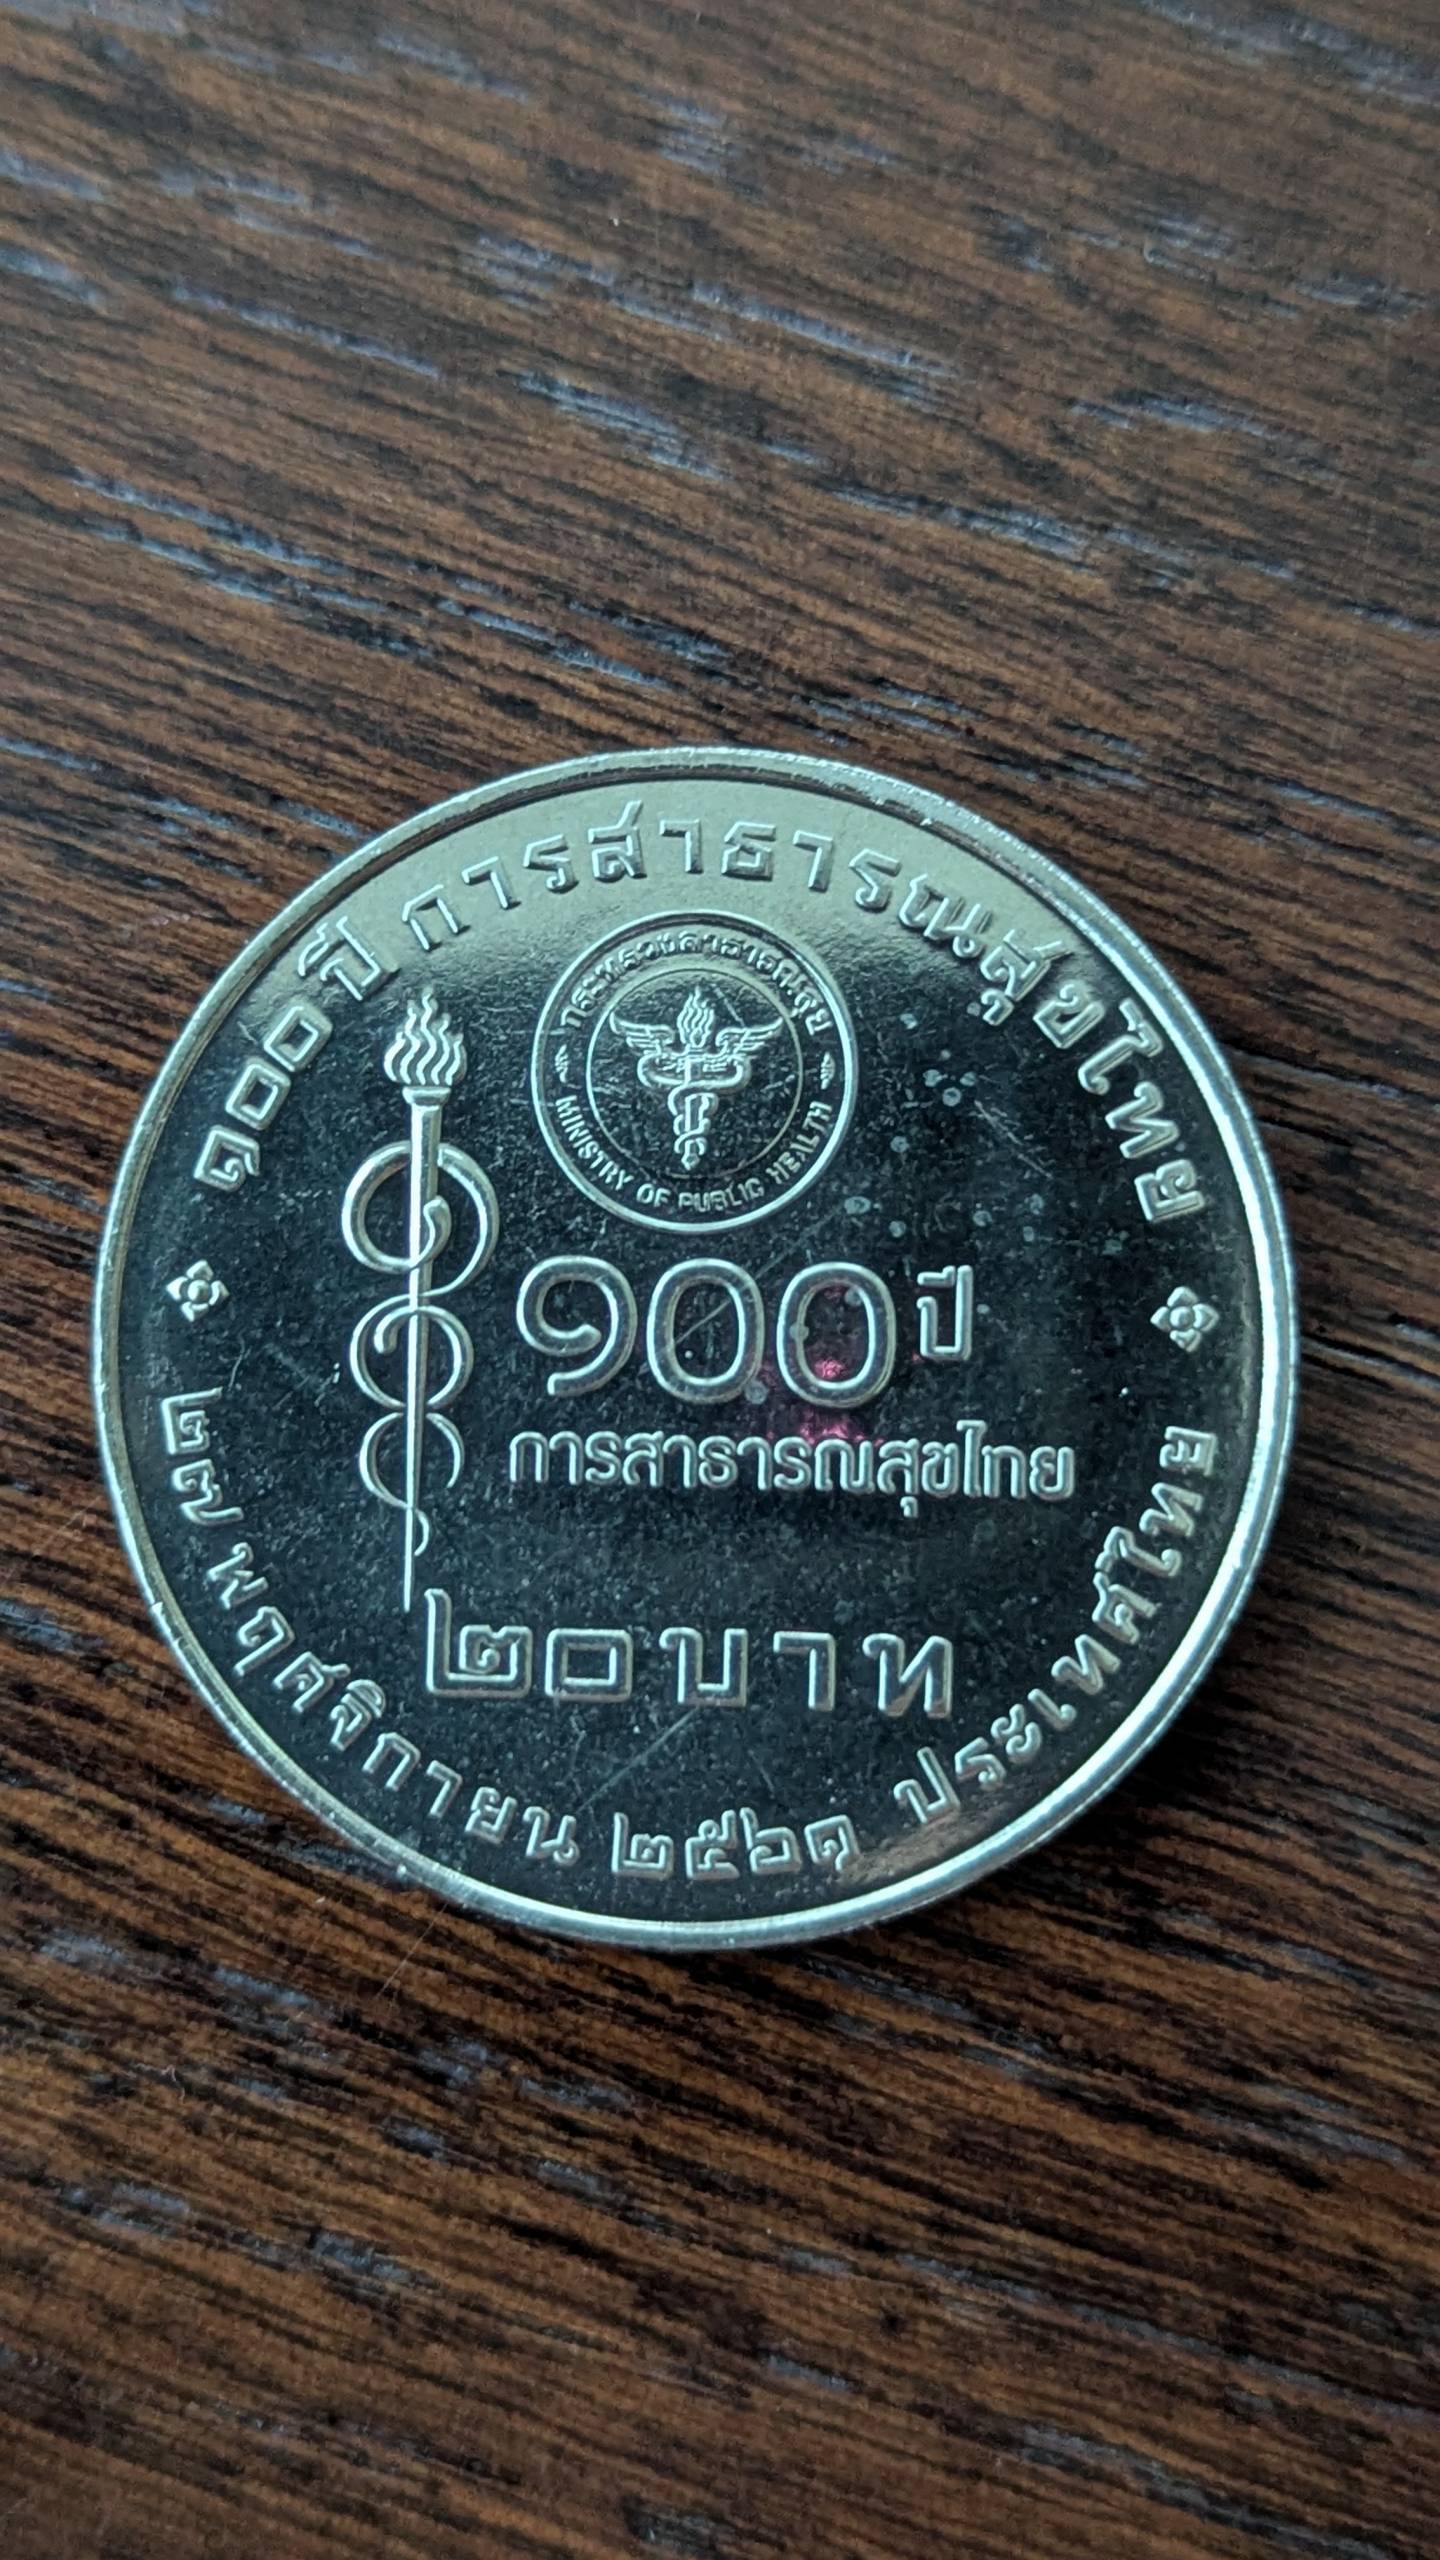 ๑๐๐ ปี การสาธารณสุขไทย
กระทรวงสาธารณสุข
MINISTRY OF PUBLIC HEALTH
๑๐๐ ปี
การสาธารณสุขไทย
๒๐ บาท
๒๗ พฤศจิกายน ๒๕๖๑ ประเทศไทย